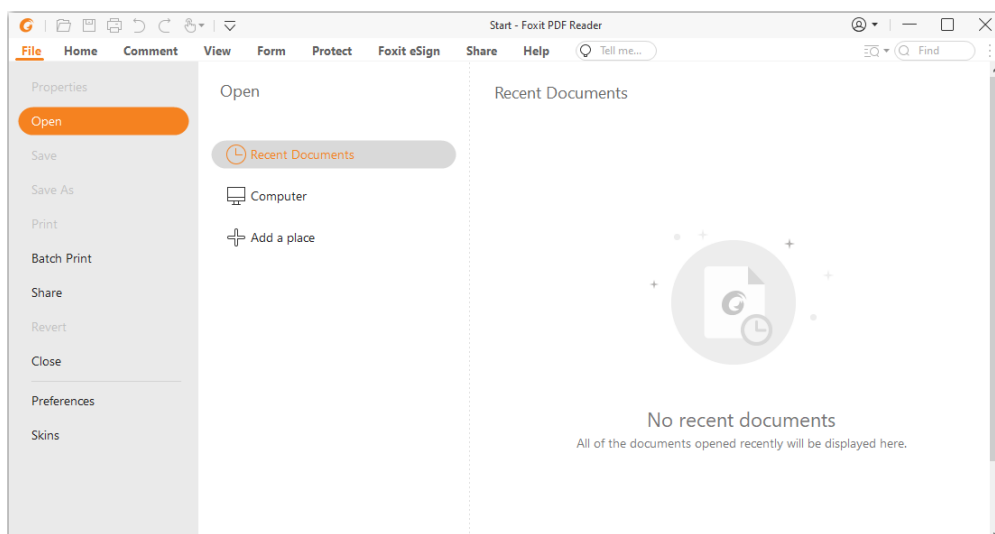 Start - Foxit PDF Reader
File Home Comment View Form Protect Foxit eSign Share Help Tell me... Find
Properties
Open
Save
Save As
Print
Batch Print
Share
Revert
Close
Preferences
Skins
Open
Recent Documents
Computer
Add a place
Recent Documents
No recent documents
All of the documents opened recently will be displayed here.